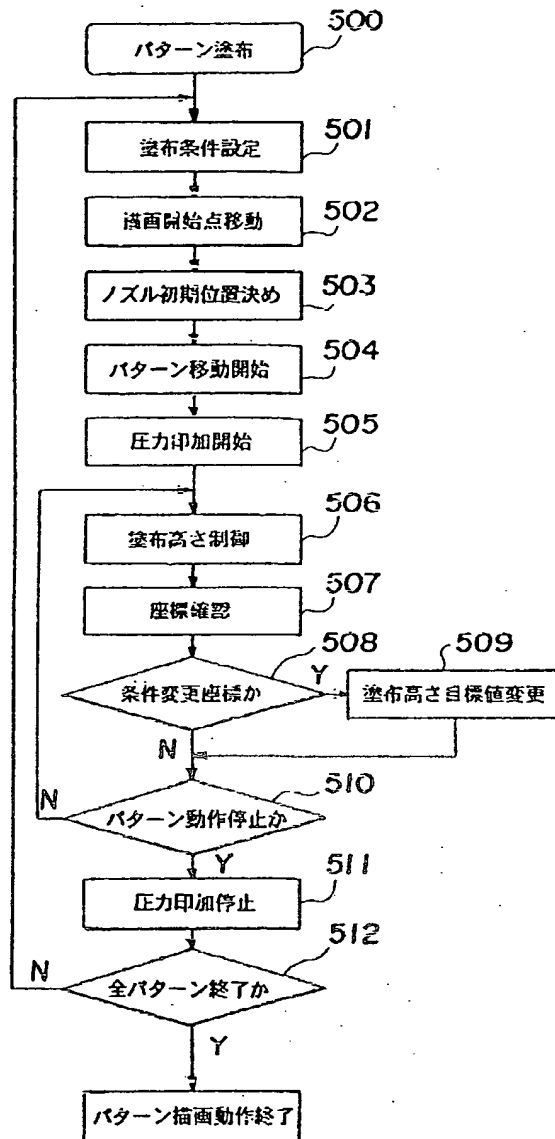 500
パターン塗布
501
塗布条件設定
502
描画開始点移動
503
ノズル初期位置決め
504
パターン移動開始
505
圧力印加開始
506
塗布高さ制御
507
座標確認
508
条件変更座標か
Y
509
塗布高さ目標値変更
N
510
パターン動作停止か
N
Y
511
圧力印加停止
512
全パターン終了か
N
Y
パターン描画動作終了